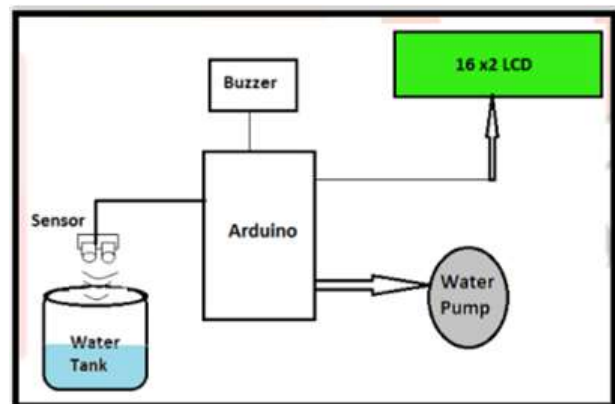 16 x2 LCD
Buzzer
Sensor
Arduino
Water
Pump
Water
Tank